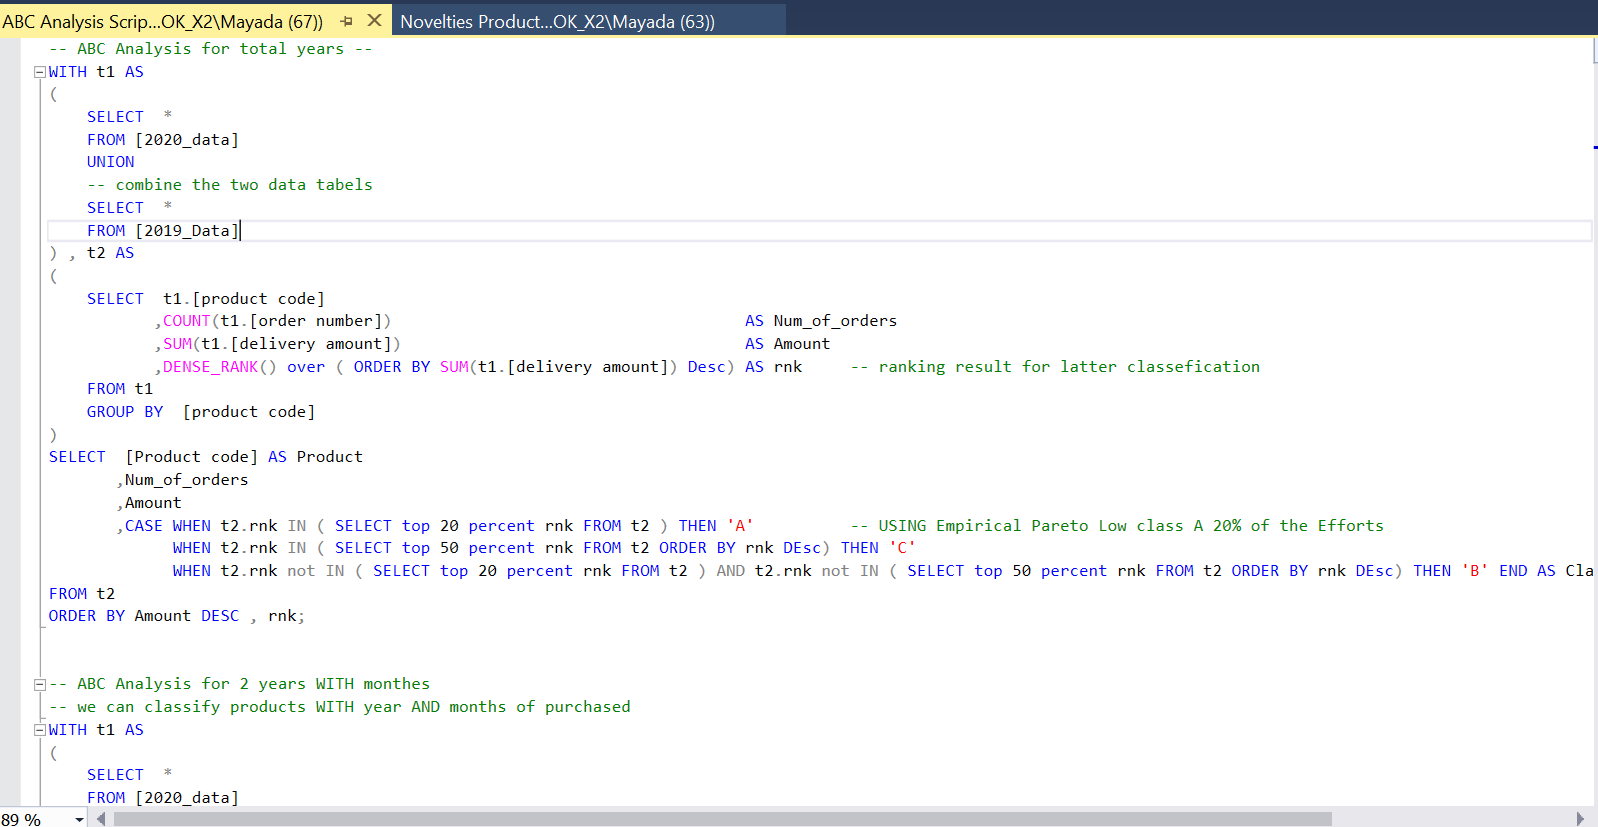 ABC Analysis Scrip...OK_X2\Mayada (67))
Novelties Product...OK_X2\Mayada (63))
-- ABC Analysis for total years --
WITH t1 AS
(
SELECT *
FROM [2020_data]
UNION
-- combine the two data tabels
SELECT *
FROM [2019_Data]
) , t2 AS
(
SELECT t1.[product code]
,COUNT(t1.[order number]) AS Num_of_orders
,SUM(t1.[delivery amount]) AS Amount
,DENSE_RANK() over ( ORDER BY SUM(t1.[delivery amount]) Desc) AS rnk -- ranking result for latter classefication
FROM t1
GROUP BY [product code]
)
SELECT [Product code] AS Product
,Num_of_orders
,Amount
,CASE WHEN t2.rnk IN ( SELECT top 20 percent rnk FROM t2 ) THEN 'A' -- USING Empirical Pareto Low class A 20% of the Efforts
WHEN t2.rnk IN ( SELECT top 50 percent rnk FROM t2 ORDER BY rnk DEsc) THEN 'C'
WHEN t2.rnk not IN ( SELECT top 20 percent rnk FROM t2 ) AND t2.rnk not IN ( SELECT top 50 percent rnk FROM t2 ORDER BY rnk DEsc) THEN 'B' END AS Cla
FROM t2
ORDER BY Amount DESC , rnk;
-- ABC Analysis for 2 years WITH monthes
-- we can classify products WITH year AND months of purchased
WITH t1 AS
(
SELECT *
FROM [2020_data]
89 %